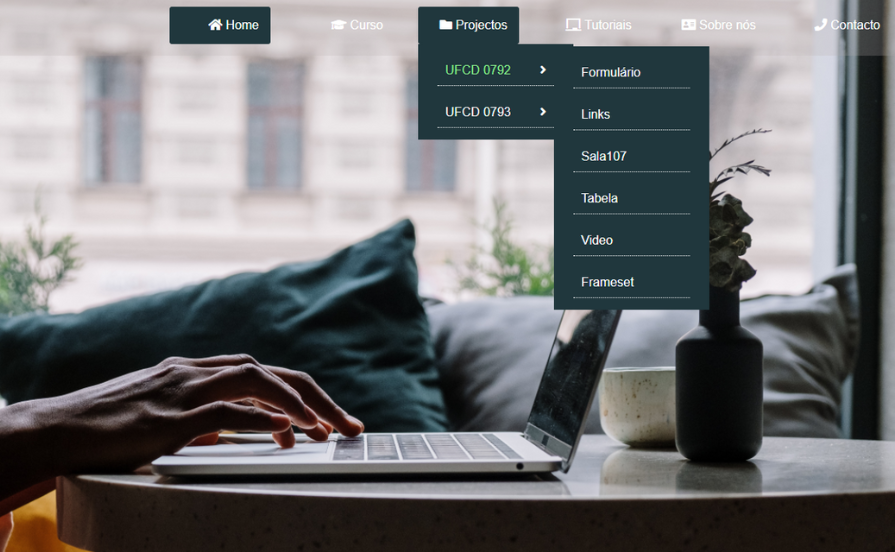 Home
Curso
Projectos
Tutoriais
Sobre nós
Contacto
UFCD 0792
UFCD 0793
Formulário
Links
Sala107
Tabela
Video
Frameset